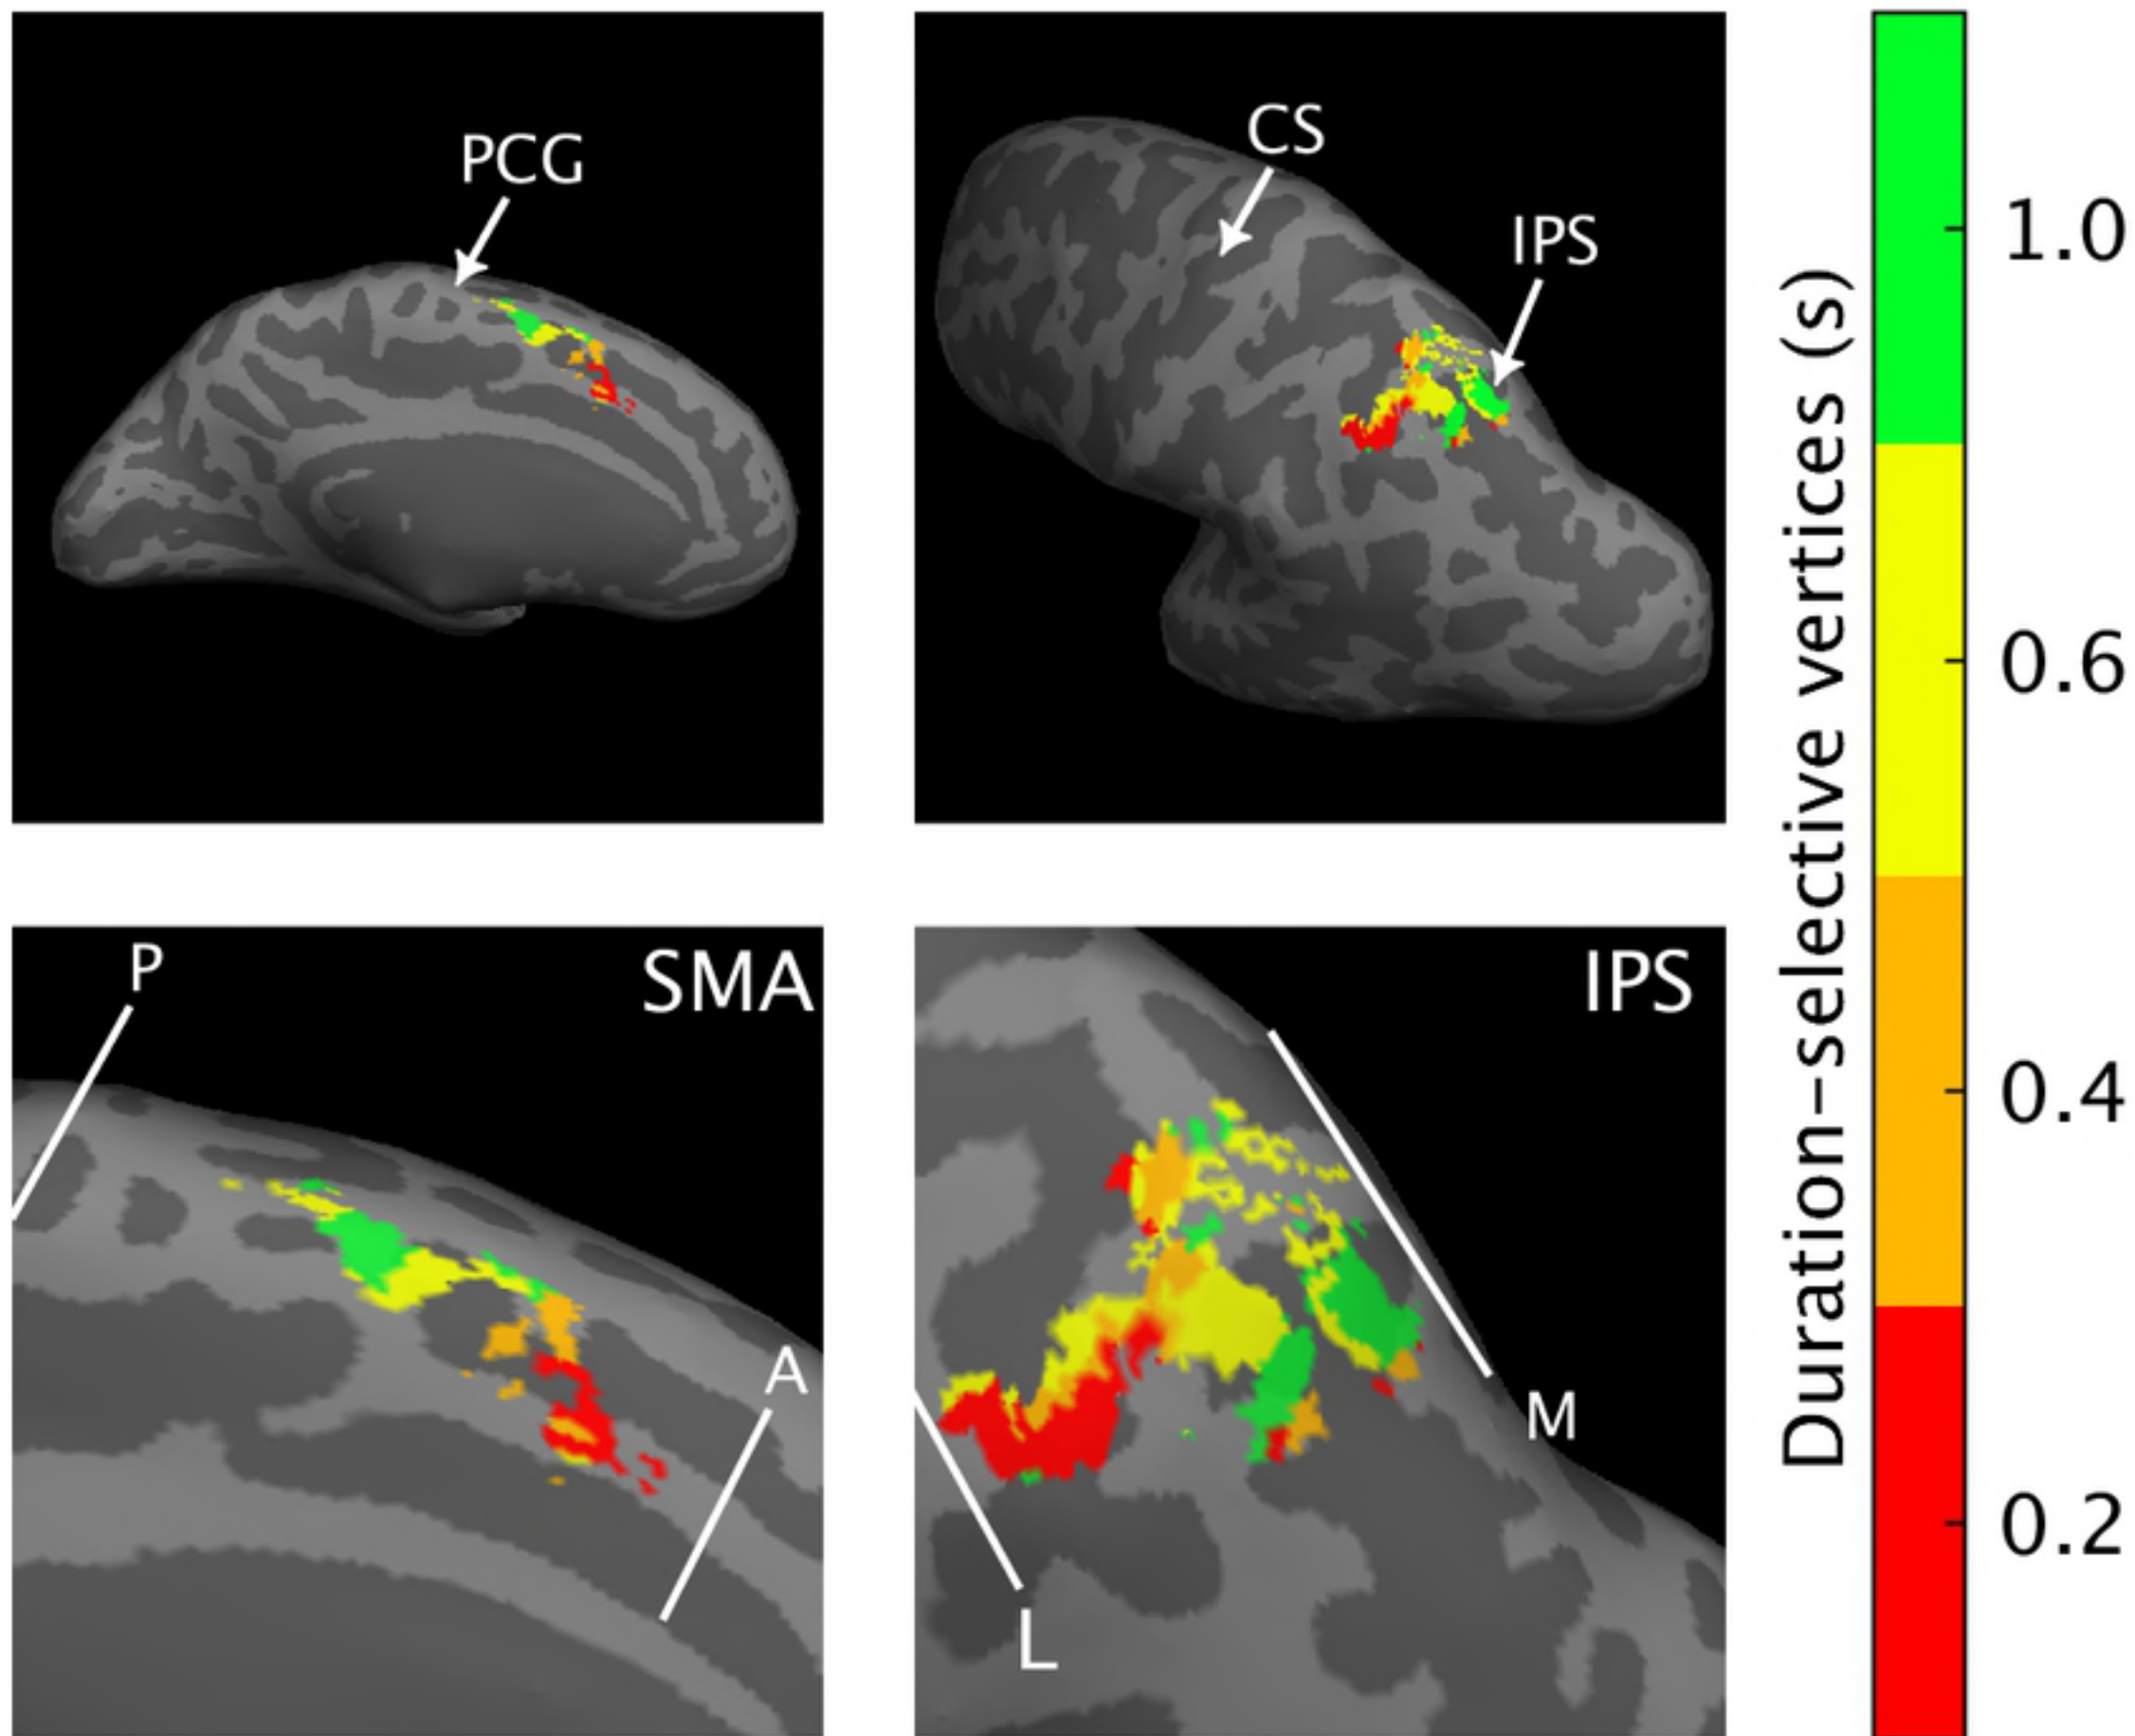 PCG
CS
IPS
P
SMA
A
IPS
M
L
Duration-selective vertices (s)
1.0
0.6
0.4
0.2